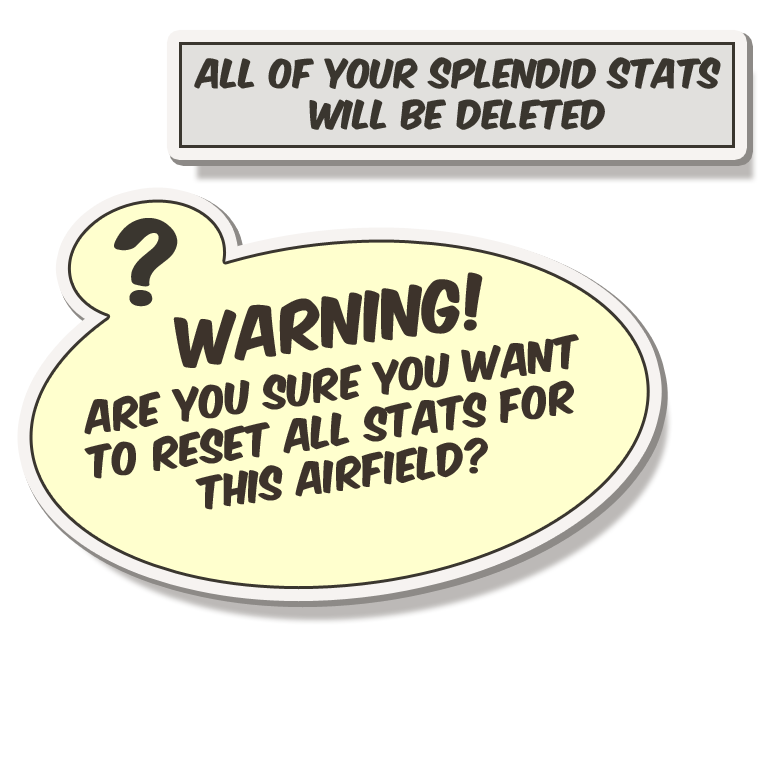 ALL OF YOUR SPLENDID STATS
WILL BE DELETED
?
WARNING!
ARE YOU SURE YOU WANT
TO RESET ALL STATS FOR
THIS AIRFIELD?